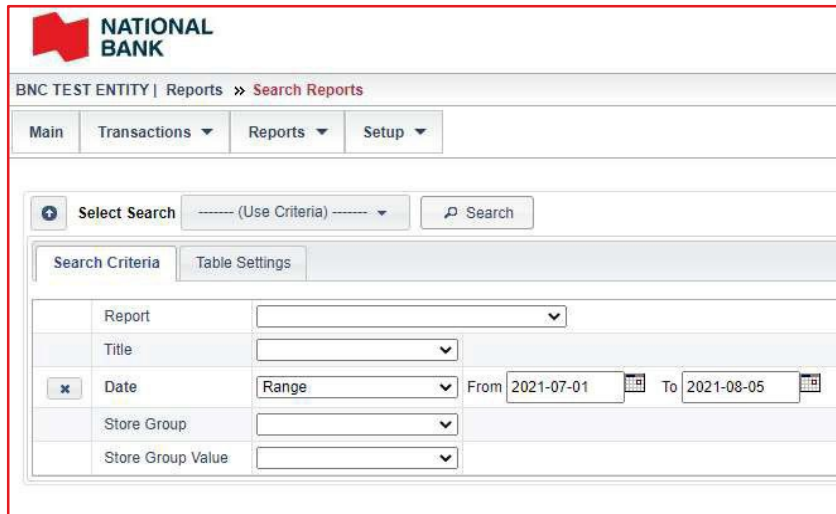 NATIONAL
BANK
BNC TEST ENTITY | Reports » Search Reports
Main Transactions Reports Setup
Select Search ------- (Use Criteria) ------- Search
Search Criteria Table Settings
Report
Title
Date Range From 2021-07-01 To 2021-08-05
Store Group
Store Group Value